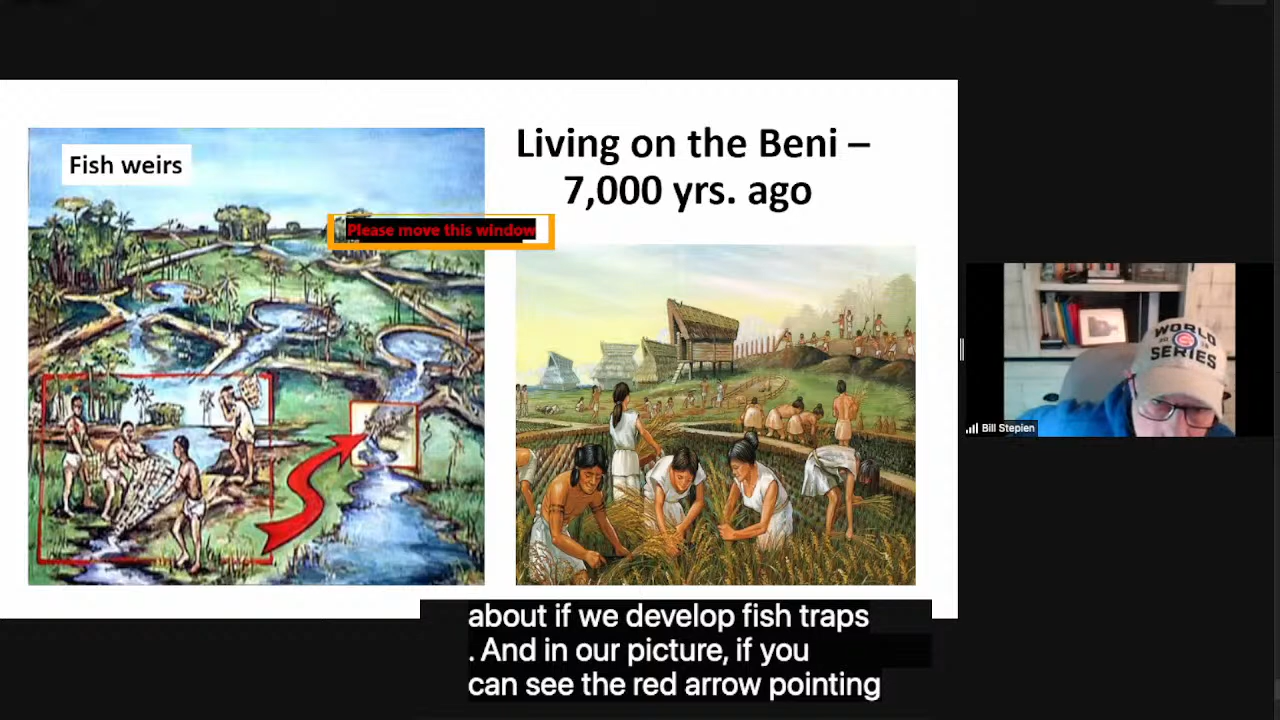 Fish weirs
Living on the Beni –
7,000 yrs. ago
Please move this window
WORLD
SERIES
Bill Stepien
about if we develop fish traps
. And in our picture, if you
can see the red arrow pointing